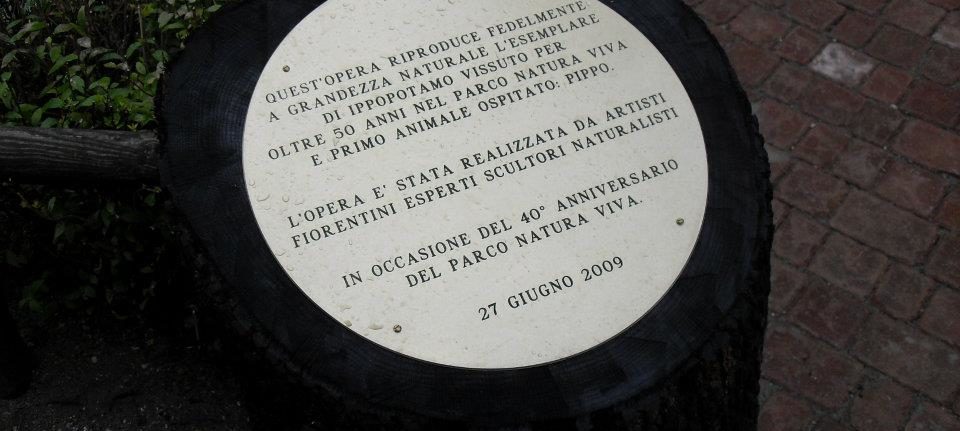 QUEST'OPERA RIPRODUCE FEDELMENTE
A GRANDEZZA NATURALE L'ESEMPLARE
DI IPPOPOTAMO VISSUTO PER
OLTRE 50 ANNI NEL PARCO NATURA VIVA
E PRIMO ANIMALE OSPITATO: PIPPO.
L'OPERA E' STATA REALIZZATA DA ARTISTI
FIORENTINI ESPERTI SCULTORI NATURALISTI
IN OCCASIONE DEL 40° ANNIVERSARIO
DEL PARCO NATURA VIVA.
27 GIUGNO 2009